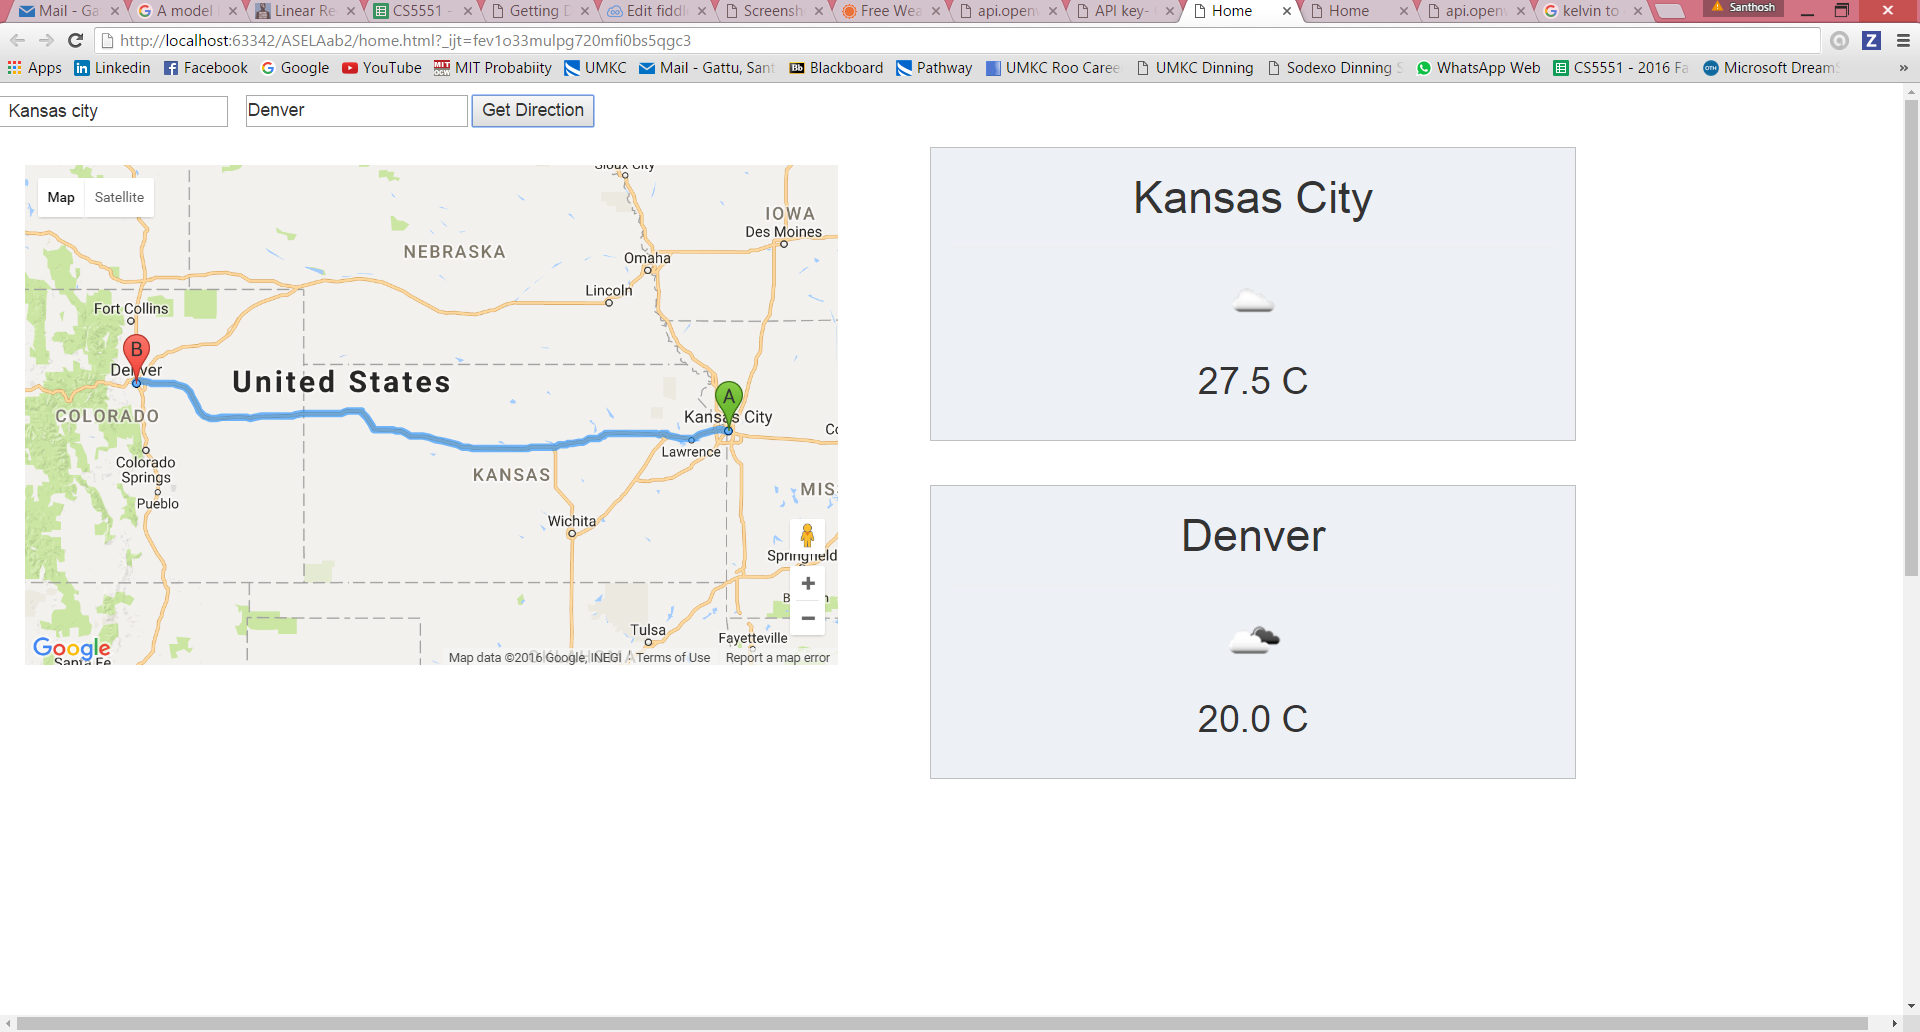 Mail - Ga
A model
Linear Re
CS5551 -
Getting D
Edit fiddl
Screensh
Free Wea
api.openv
API key-
Home
Home
api.openv
kelvin to
Santhosh
http://localhost:63342/ASELAab2/home.html?_ijt=fev1o33mulpg720mfi0bs5qgc3
Apps
Linkedin
Facebook
Google
YouTube
MIT Probabiity
UMKC
Mail - Gattu, Sant
Blackboard
Pathway
UMKC Roo Caree
UMKC Dinning
Sodexo Dinning S
WhatsApp Web
CS5551 - 2016 Fa
Microsoft DreamS
»
Kansas city
Denver
Get Direction
Map
Satellite
Sioux City
IOWA
Des Moines
NEBRASKA
Omaha
Lincoln
Fort Collins
B
Denver
United States
A
COLORADO
Kansas City
Lawrence
Colorado
Springs
KANSAS
MIS
Pueblo
Wichita
Springfield
+
−
Tulsa
Fayetteville
Google
Santa Fe
OKLAHOMA
Map data ©2016 Google, INEGI
Terms of Use
Report a map error
Kansas City
27.5 C
Denver
20.0 C